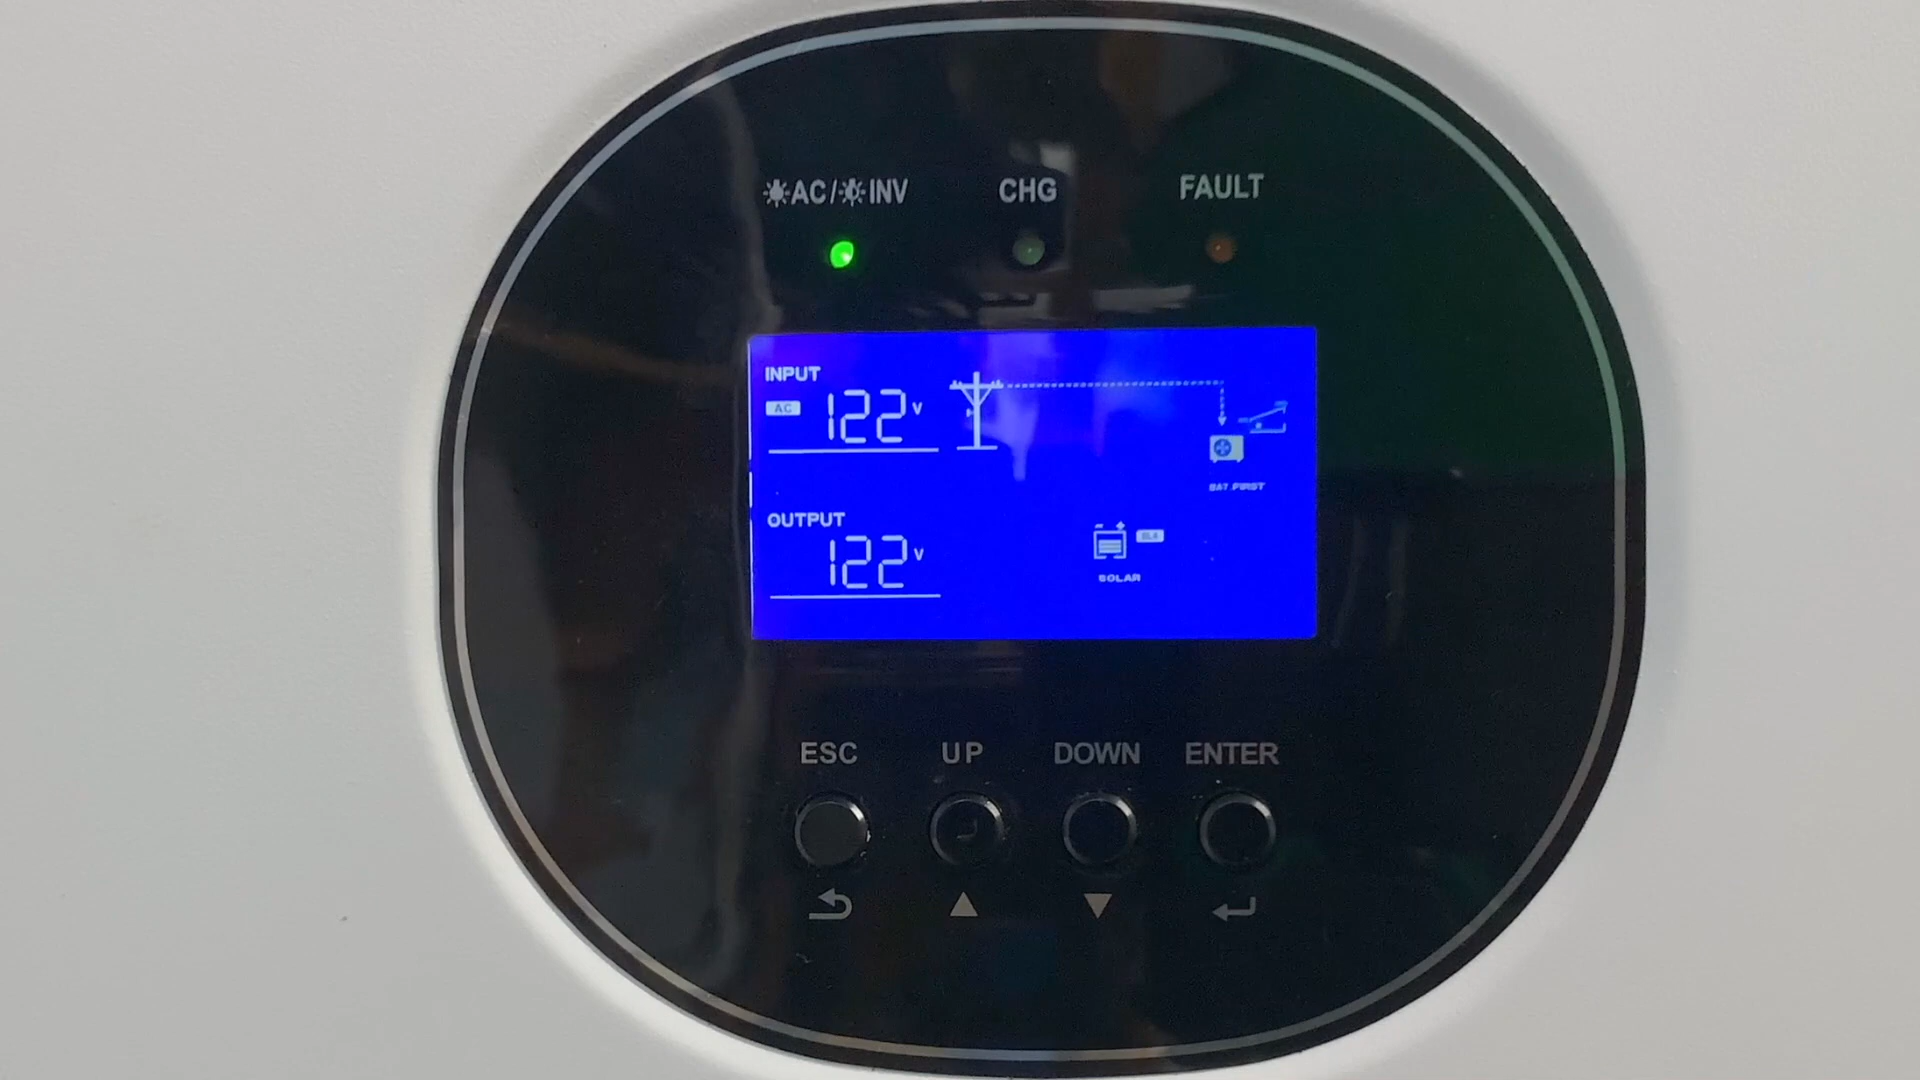 AC/INV CHG FAULT
INPUT
AC 122V
BAT.FIRST
OUTPUT
122V
SOLAR
ESC UP DOWN ENTER